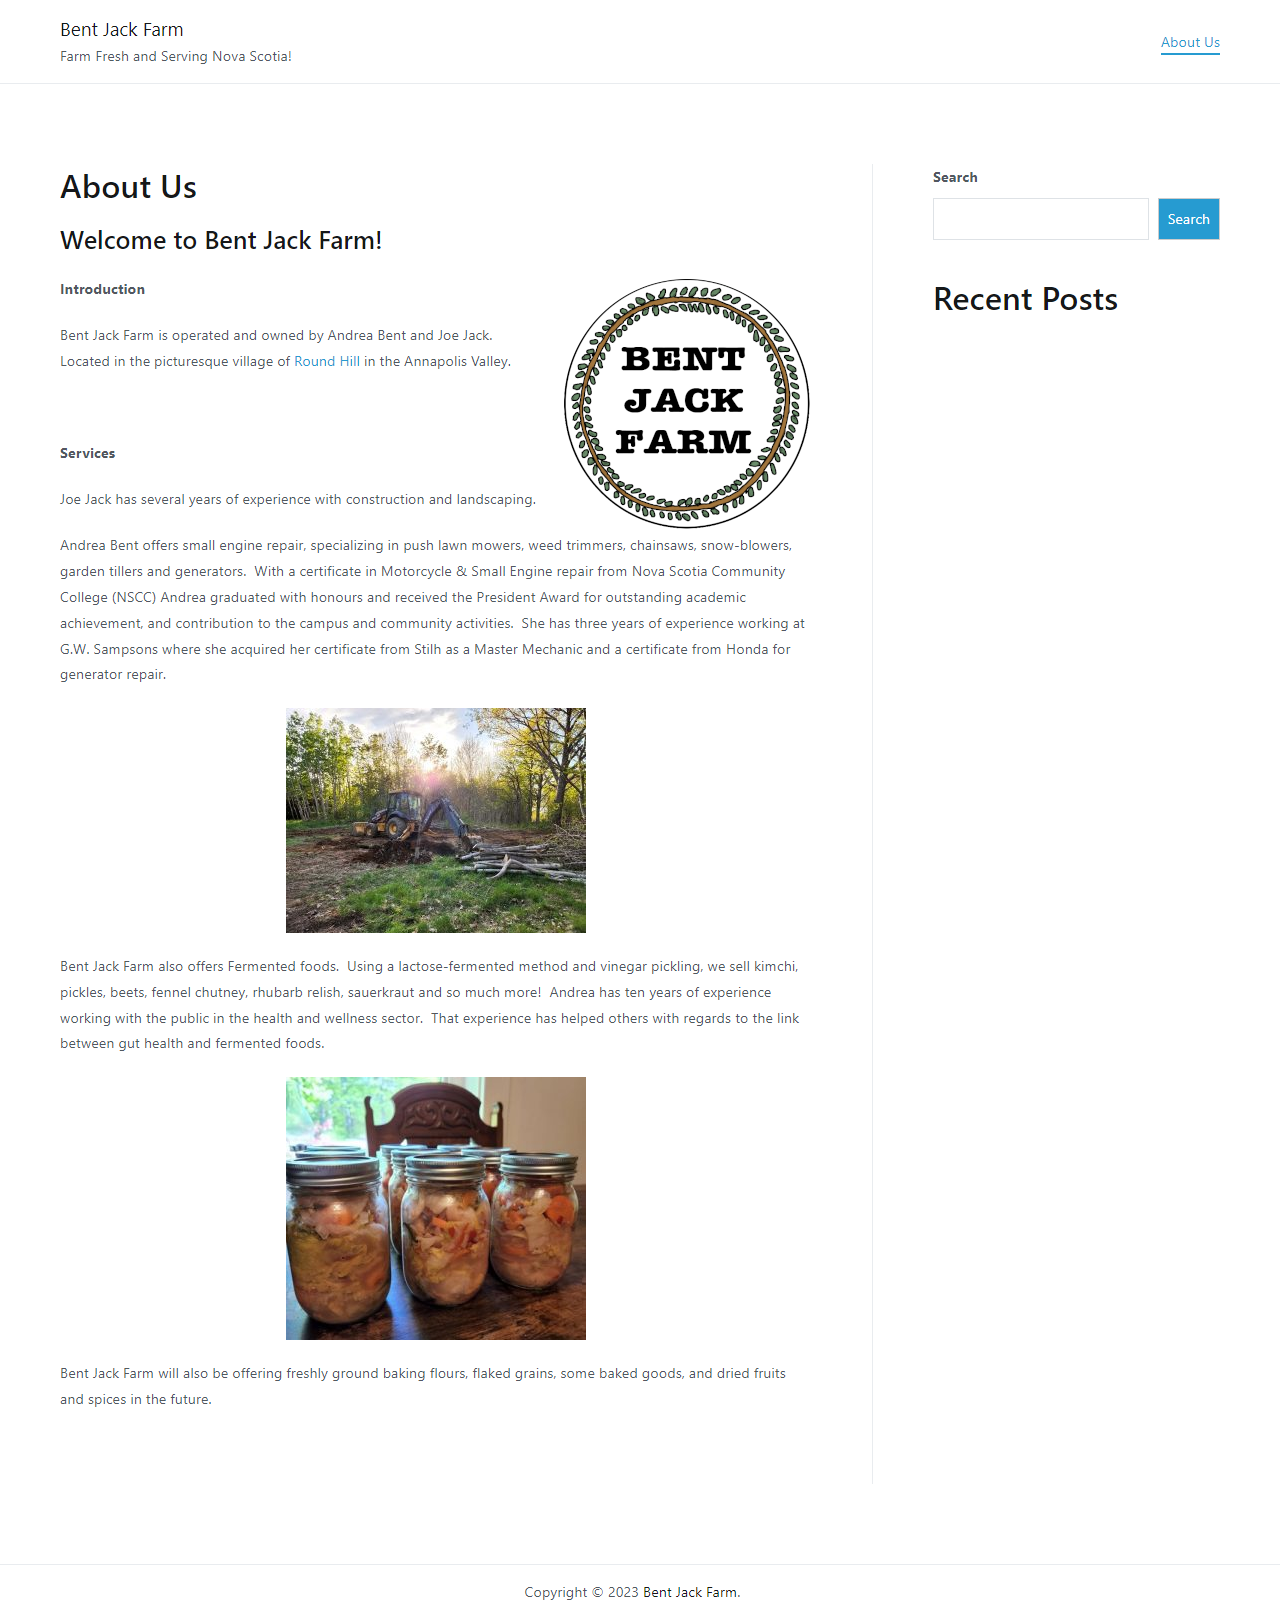 Bent Jack Farm
Farm Fresh and Serving Nova Scotia!
About Us
About Us
Welcome to Bent Jack Farm!
Introduction
Bent Jack Farm is operated and owned by Andrea Bent and Joe Jack.
Located in the picturesque village of Round Hill in the Annapolis Valley.
BENT
JACK
FARM
Services
Joe Jack has several years of experience with construction and landscaping.
Andrea Bent offers small engine repair, specializing in push lawn mowers, weed trimmers, chainsaws, snow-blowers,
garden tillers and generators.  With a certificate in Motorcycle & Small Engine repair from Nova Scotia Community
College (NSCC) Andrea graduated with honours and received the President Award for outstanding academic
achievement, and contribution to the campus and community activities.  She has three years of experience working at
G.W. Sampsons where she acquired her certificate from Stilh as a Master Mechanic and a certificate from Honda for
generator repair.
Bent Jack Farm also offers Fermented foods.  Using a lactose-fermented method and vinegar pickling, we sell kimchi,
pickles, beets, fennel chutney, rhubarb relish, sauerkraut and so much more!  Andrea has ten years of experience
working with the public in the health and wellness sector.  That experience has helped others with regards to the link
between gut health and fermented foods.
Bent Jack Farm will also be offering freshly ground baking flours, flaked grains, some baked goods, and dried fruits
and spices in the future.
Search
Search
Recent Posts
Copyright © 2023 Bent Jack Farm.